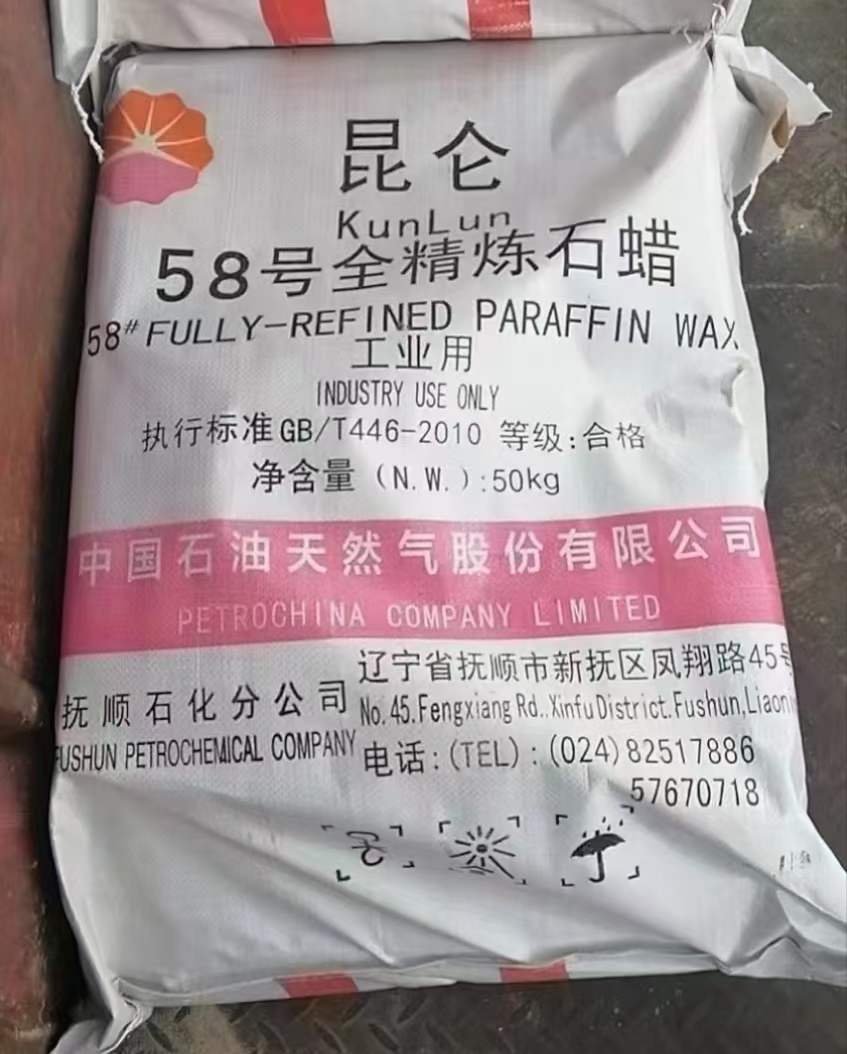 昆仑
KunLun
58号全精炼石蜡
58# FULLY-REFINED PARAFFIN WAX
工业用
INDUSTRY USE ONLY
执行标准GB/T446-2010 等级:合格
净含量(N.W.):50kg
中国石油天然气股份有限公司
PETROCHINA COMPANY LIMITED
抚顺石化分公司
FUSHUN PETROCHEMICAL COMPANY
辽宁省抚顺市新抚区凤翔路45号
No.45.Fengxiang Rd..XinfuDistrict.Fushun,
电话:(TEL):(024)82517886
57670718